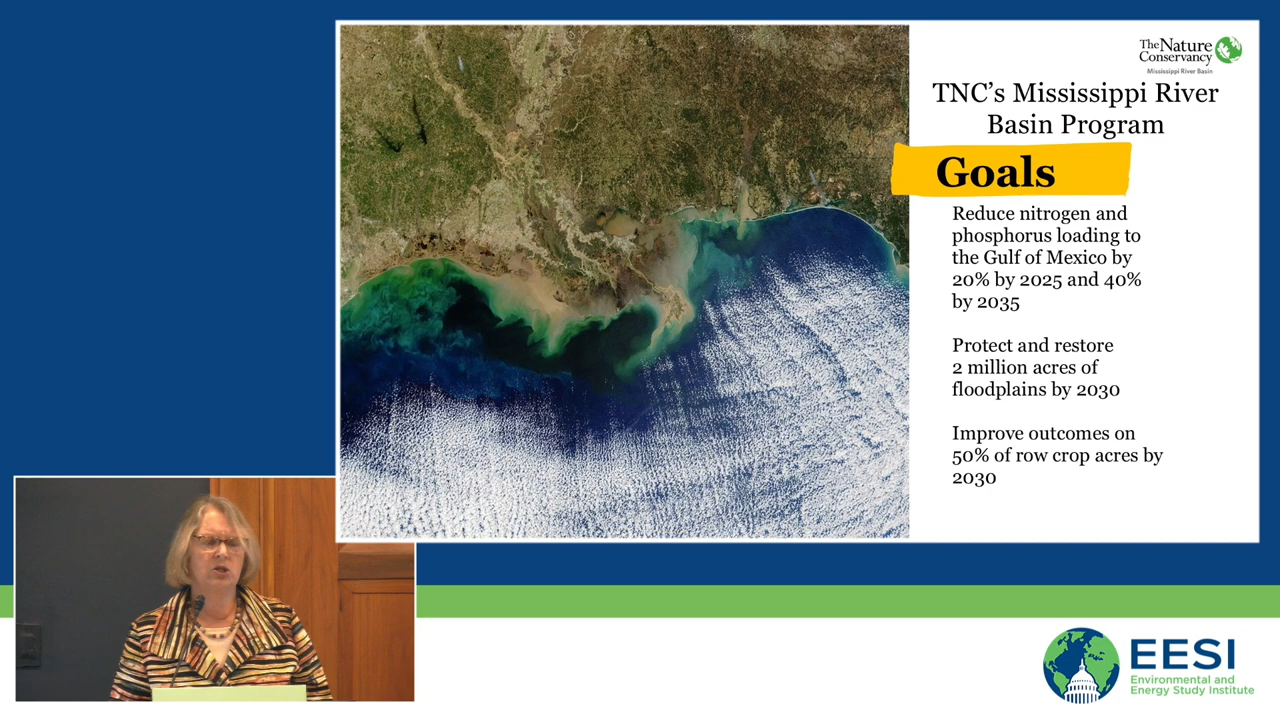 The Nature
Conservancy
Mississippi River Basin
TNC's Mississippi River
Basin Program
Goals
Reduce nitrogen and
phosphorus loading to
the Gulf of Mexico by
20% by 2025 and 40%
by 2035
Protect and restore
2 million acres of
floodplains by 2030
Improve outcomes on
50% of row crop acres by
2030
EESI
Environmental and
Energy Study Institute